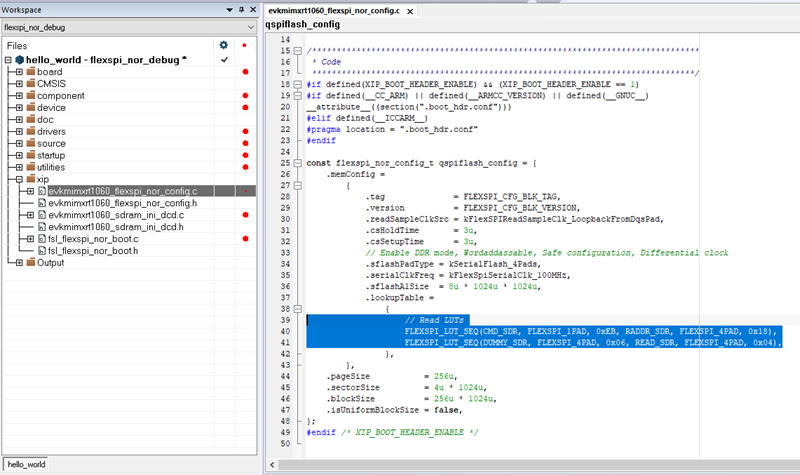 Workspace
flexspi_nor_debug
Files
hello_world - flexspi_nor_debug *
board
CMSIS
component
device
doc
drivers
source
startup
utilities
xip
evkmimxrt1060_flexspi_nor_config.c
evkmimxrt1060_flexspi_nor_config.h
evkmimxrt1060_sdram_ini_dcd.c
evkmimxrt1060_sdram_ini_dcd.h
fsl_flexspi_nor_boot.c
fsl_flexspi_nor_boot.h
Output
hello_world
evkmimxrt1060_flexspi_nor_config.c ×
qspiflash_config
14
15 /******************************************************************************
16 * Code
17 ******************************************************************************/
18 #if defined(XIP_BOOT_HEADER_ENABLE) && (XIP_BOOT_HEADER_ENABLE == 1)
19 #if defined(__CC_ARM) || defined(__ARMCC_VERSION) || defined(__GNUC__)
20 __attribute__((section(".boot_hdr.conf")))
21 #elif defined(__ICCARM__)
22 #pragma location = ".boot_hdr.conf"
23 #endif
24
25 const flexspi_nor_config_t qspiflash_config = {
26 .memConfig =
27 {
28 .tag = FLEXSPI_CFG_BLK_TAG,
29 .version = FLEXSPI_CFG_BLK_VERSION,
30 .readSampleClkSrc = kFlexSPIReadSampleClk_LoopbackFromDqsPad,
31 .csHoldTime = 3u,
32 .csSetupTime = 3u,
33 // Enable DDR mode, Wordaddassable, Safe configuration, Differential clock
34 .sflashPadType = kSerialFlash_4Pads,
35 .serialClkFreq = kFlexSpiSerialClk_100MHz,
36 .sflashA1Size = 8u * 1024u * 1024u,
37 .lookupTable =
38 {
39 // Read LUTs
40 FLEXSPI_LUT_SEQ(CMD_SDR, FLEXSPI_1PAD, 0xEB, RADDR_SDR, FLEXSPI_4PAD, 0x18),
41 FLEXSPI_LUT_SEQ(DUMMY_SDR, FLEXSPI_4PAD, 0x06, READ_SDR, FLEXSPI_4PAD, 0x04),
42 },
43 },
44 .pageSize = 256u,
45 .sectorSize = 4u * 1024u,
46 .blockSize = 256u * 1024u,
47 .isUniformBlockSize = false,
48 };
49 #endif /* XIP_BOOT_HEADER_ENABLE */
50